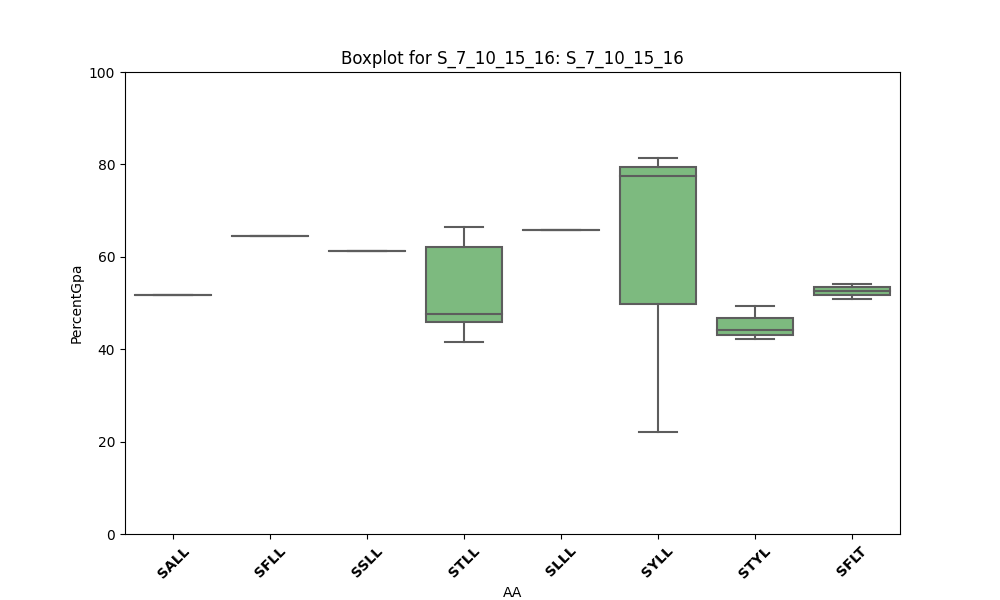 Boxplot for S_7_10_15_16: S_7_10_15_16
100
80
60
40
20
0
PercentGpa
SALL
SFLL
SSLL
STLL
SLLL
SYLL
STYL
SFLT
AA